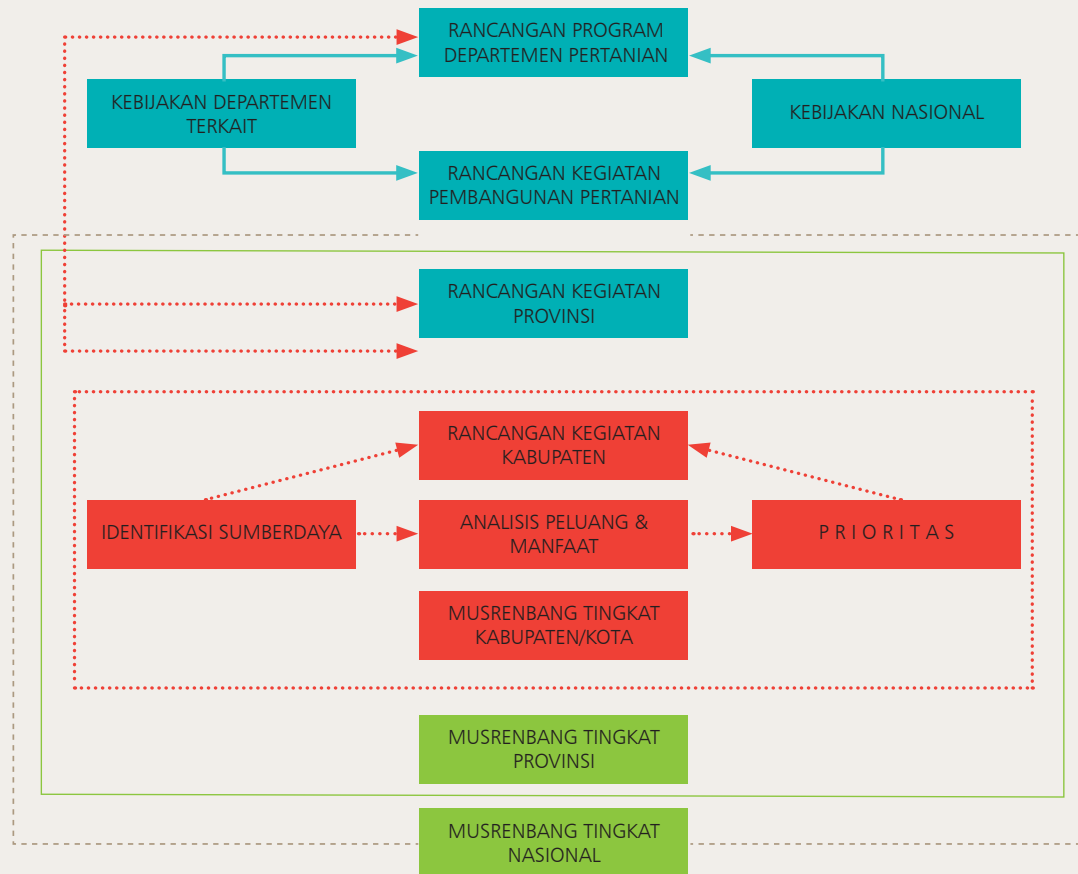 RANCANGAN PROGRAM
DEPARTEMEN PERTANIAN
KEBIJAKAN DEPARTEMEN
TERKAIT
KEBIJAKAN NASIONAL
RANCANGAN KEGIATAN
PEMBANGUNAN PERTANIAN
RANCANGAN KEGIATAN
PROVINSI
RANCANGAN KEGIATAN
KABUPATEN
IDENTIFIKASI SUMBERDAYA
ANALISIS PELUANG &
MANFAAT
P R I O R I T A S
MUSRENBANG TINGKAT
KABUPATEN/KOTA
MUSRENBANG TINGKAT
PROVINSI
MUSRENBANG TINGKAT
NASIONAL